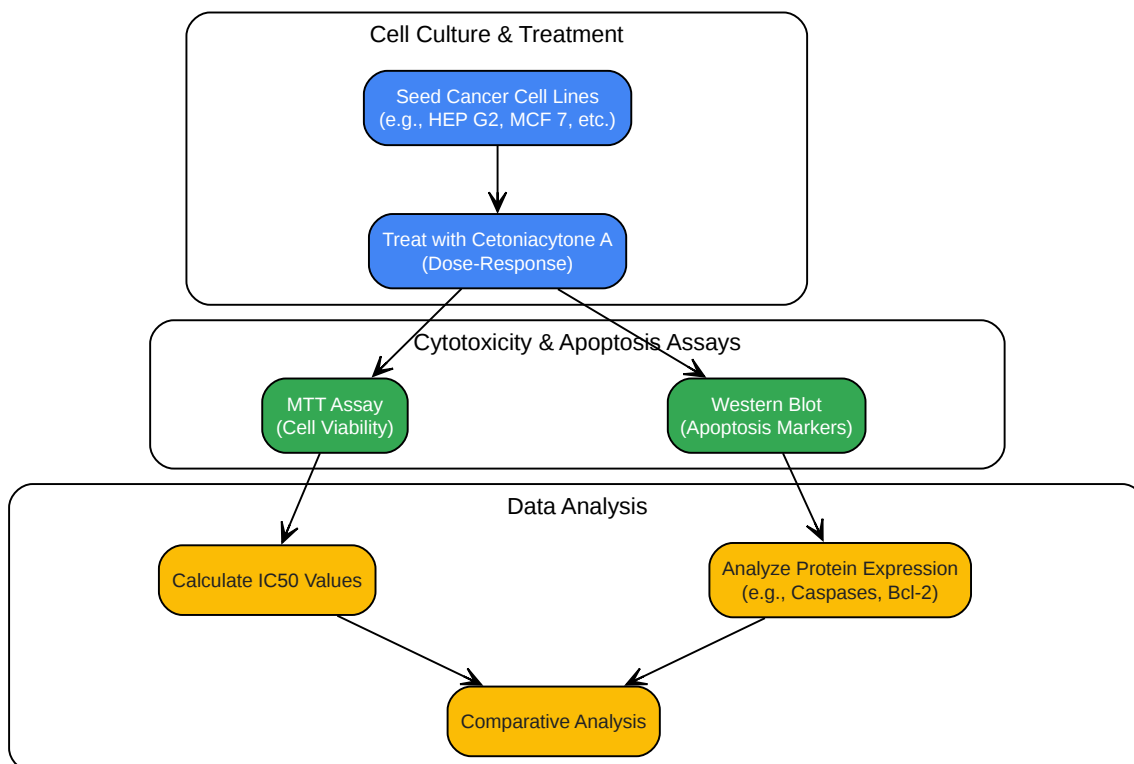 Cell Culture & Treatment
Seed Cancer Cell Lines
(e.g., HEP G2, MCF 7, etc.)
Treat with Cetoniacytone A
(Dose-Response)
Cytotoxicity & Apoptosis Assays
MTT Assay
(Cell Viability)
Western Blot
(Apoptosis Markers)
Data Analysis
Calculate IC50 Values
Analyze Protein Expression
(e.g., Caspases, Bcl-2)
Comparative Analysis